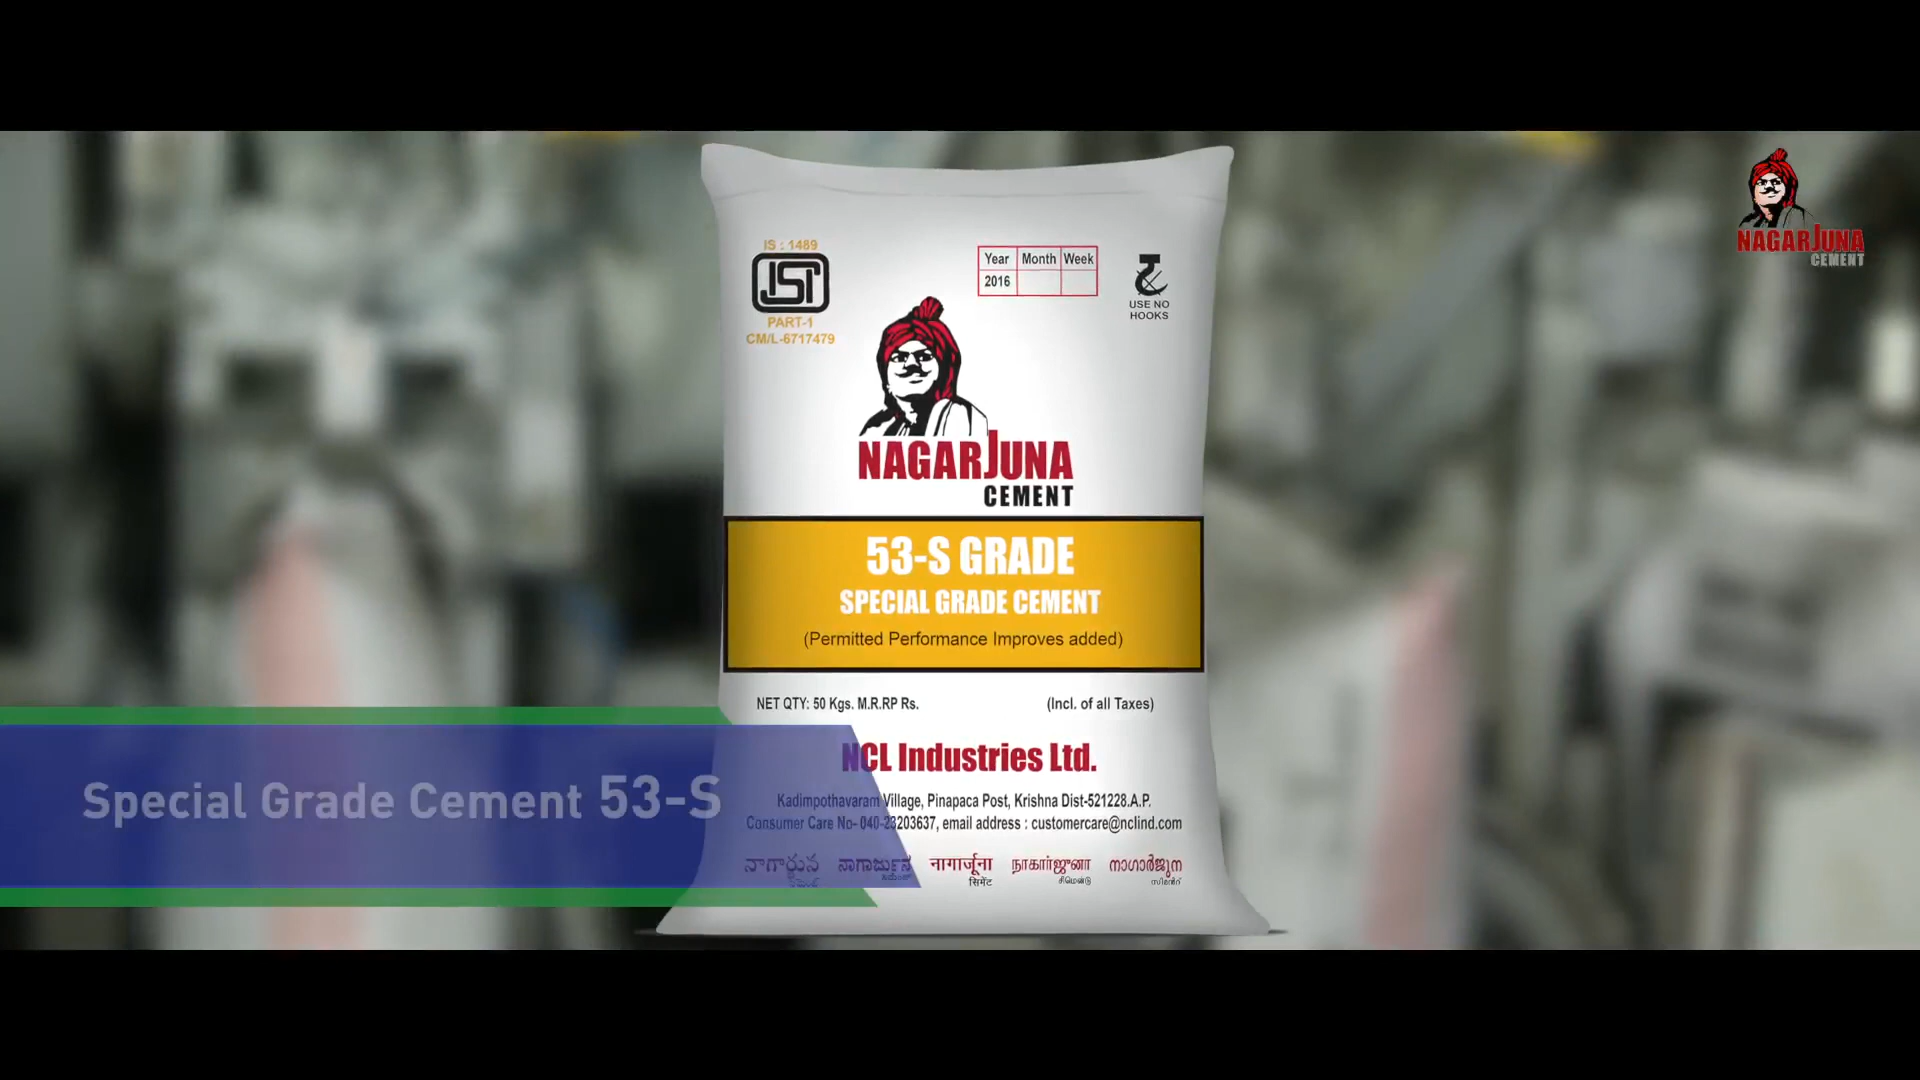 IS : 1489
ISI
PART-1
CM/L-6717479
Year Month Week
2016
USE NO
HOOKS
NAGARJUNA
CEMENT
NAGARJUNA
CEMENT
53-S GRADE
SPECIAL GRADE CEMENT
(Permitted Performance Improves added)
NET QTY: 50 Kgs. M.R.RP Rs. (Incl. of all Taxes)
NCL Industries Ltd.
Kadimpothavaram Village, Pinapaca Post, Krishna Dist-521228.A.P.
Consumer Care No- 040-23203637, email address : customercare@nclind.com
नागार्जूना நாகார்ஜுனா നാഗാർജുന
सिमेंट சிமெண்டு സിമന്റ്
Special Grade Cement 53-S